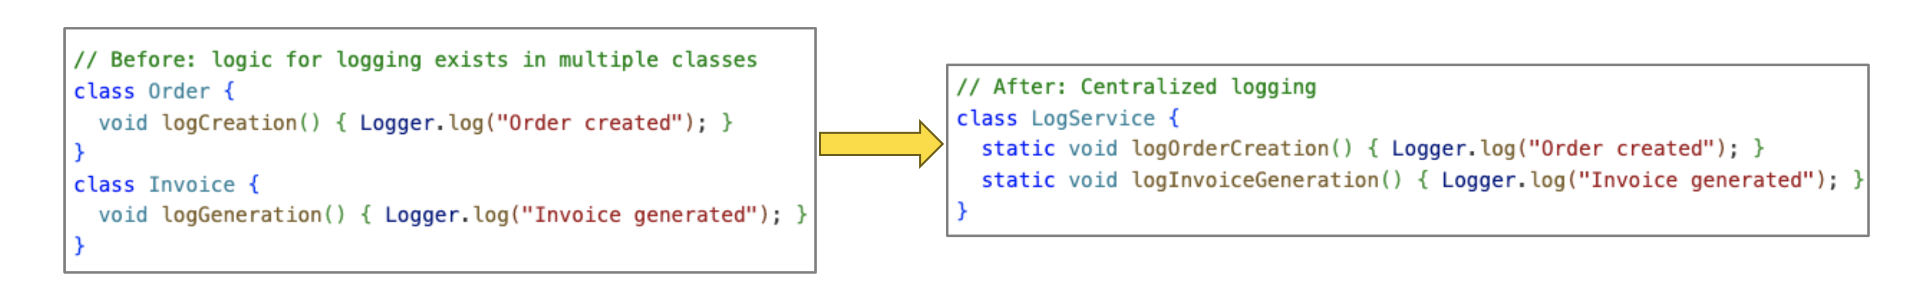 // Before: logic for logging exists in multiple classes
class Order {
  void logCreation() { Logger.log("Order created"); }
}
class Invoice {
  void logGeneration() { Logger.log("Invoice generated"); }
}
// After: Centralized logging
class LogService {
  static void logOrderCreation() { Logger.log("Order created"); }
  static void logInvoiceGeneration() { Logger.log("Invoice generated"); }
}